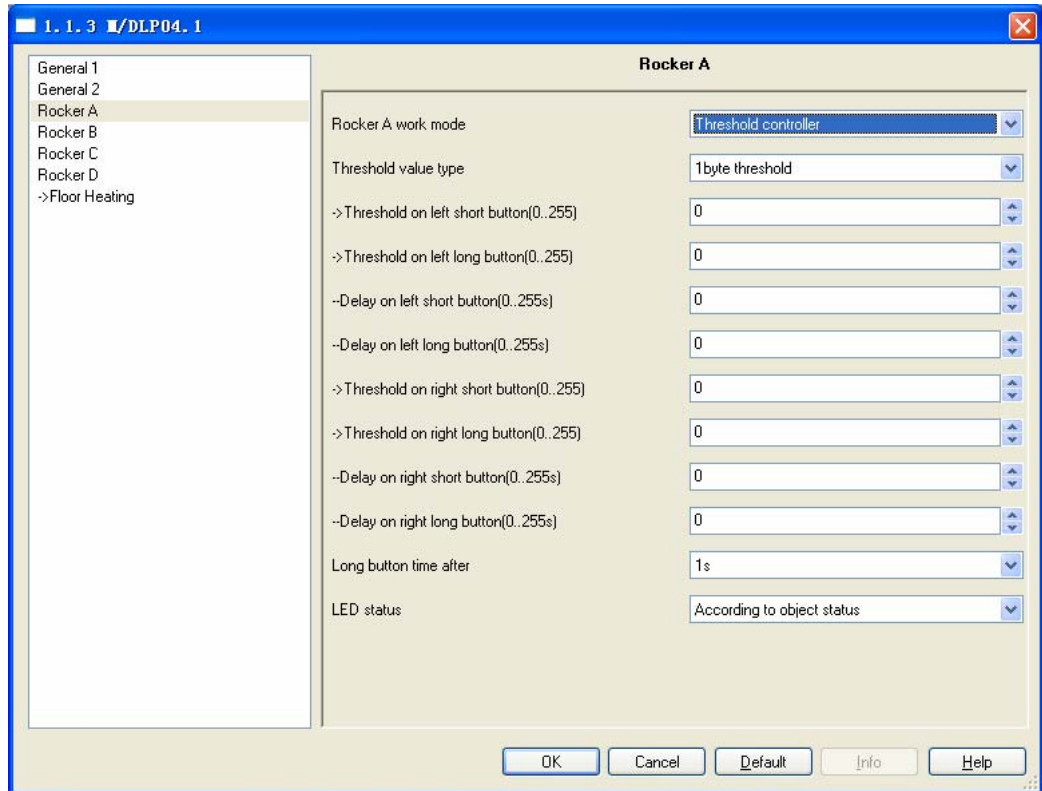 1.1.3 M/DLP04.1
General 1
General 2
Rocker A
Rocker B
Rocker C
Rocker D
->Floor Heating
Rocker A
Rocker A work mode Threshold controller
Threshold value type 1byte threshold
->Threshold on left short button(0..255) 0
->Threshold on left long button(0..255) 0
--Delay on left short button(0..255s) 0
--Delay on left long button(0..255s) 0
->Threshold on right short button(0..255) 0
->Threshold on right long button(0..255) 0
--Delay on right short button(0..255s) 0
--Delay on right long button(0..255s) 0
Long button time after 1s
LED status According to object status
OK Cancel Default Info Help